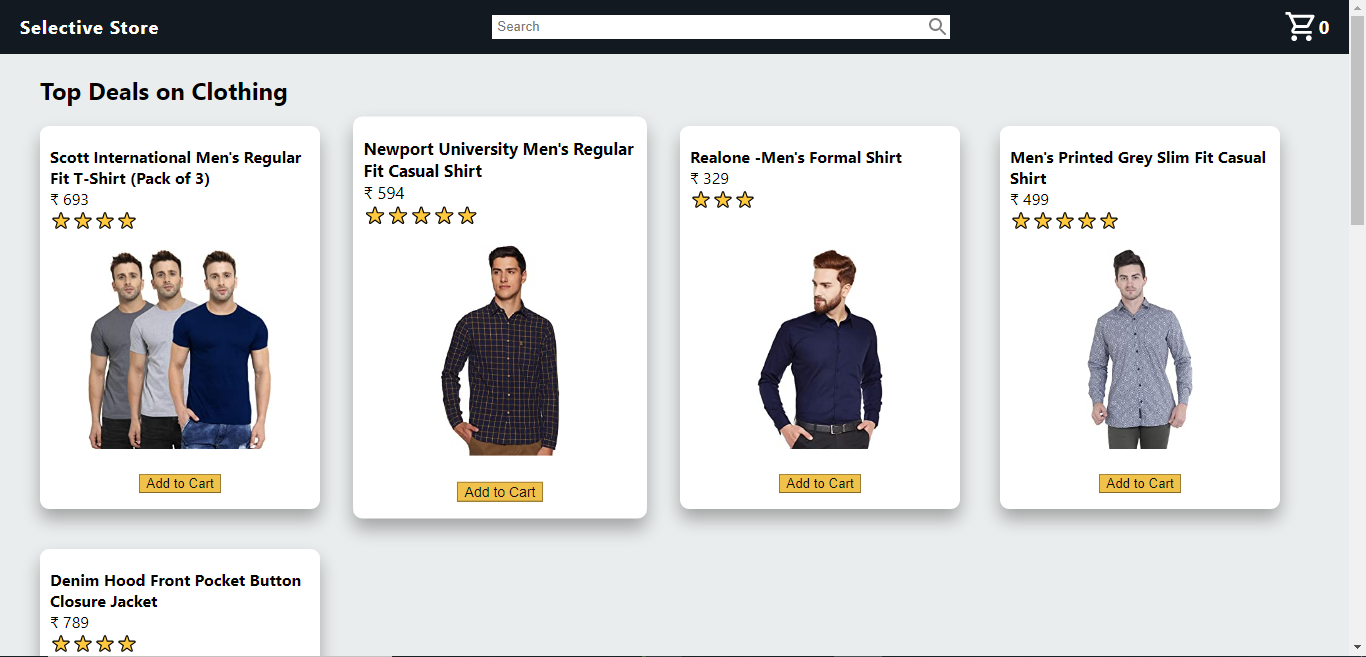 Selective Store
Search
0
Top Deals on Clothing
Scott International Men's Regular
Fit T-Shirt (Pack of 3)
₹ 693
Add to Cart
Newport University Men's Regular
Fit Casual Shirt
₹ 594
Add to Cart
Realone -Men's Formal Shirt
₹ 329
Add to Cart
Men's Printed Grey Slim Fit Casual
Shirt
₹ 499
Add to Cart
Denim Hood Front Pocket Button
Closure Jacket
₹ 789